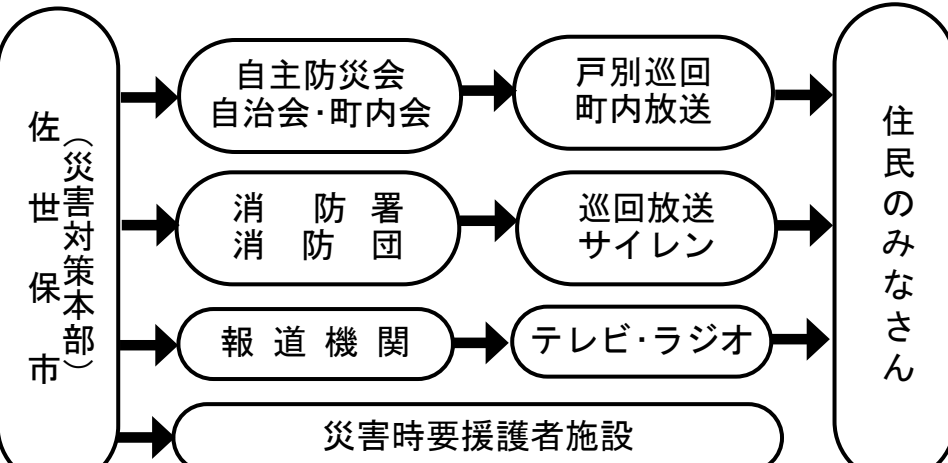 佐世保市
（災害対策本部）
自主防災会
自治会・町内会
戸別巡回
町内放送
消防署
消防団
巡回放送
サイレン
報道機関
テレビ・ラジオ
災害時要援護者施設
住民のみなさん